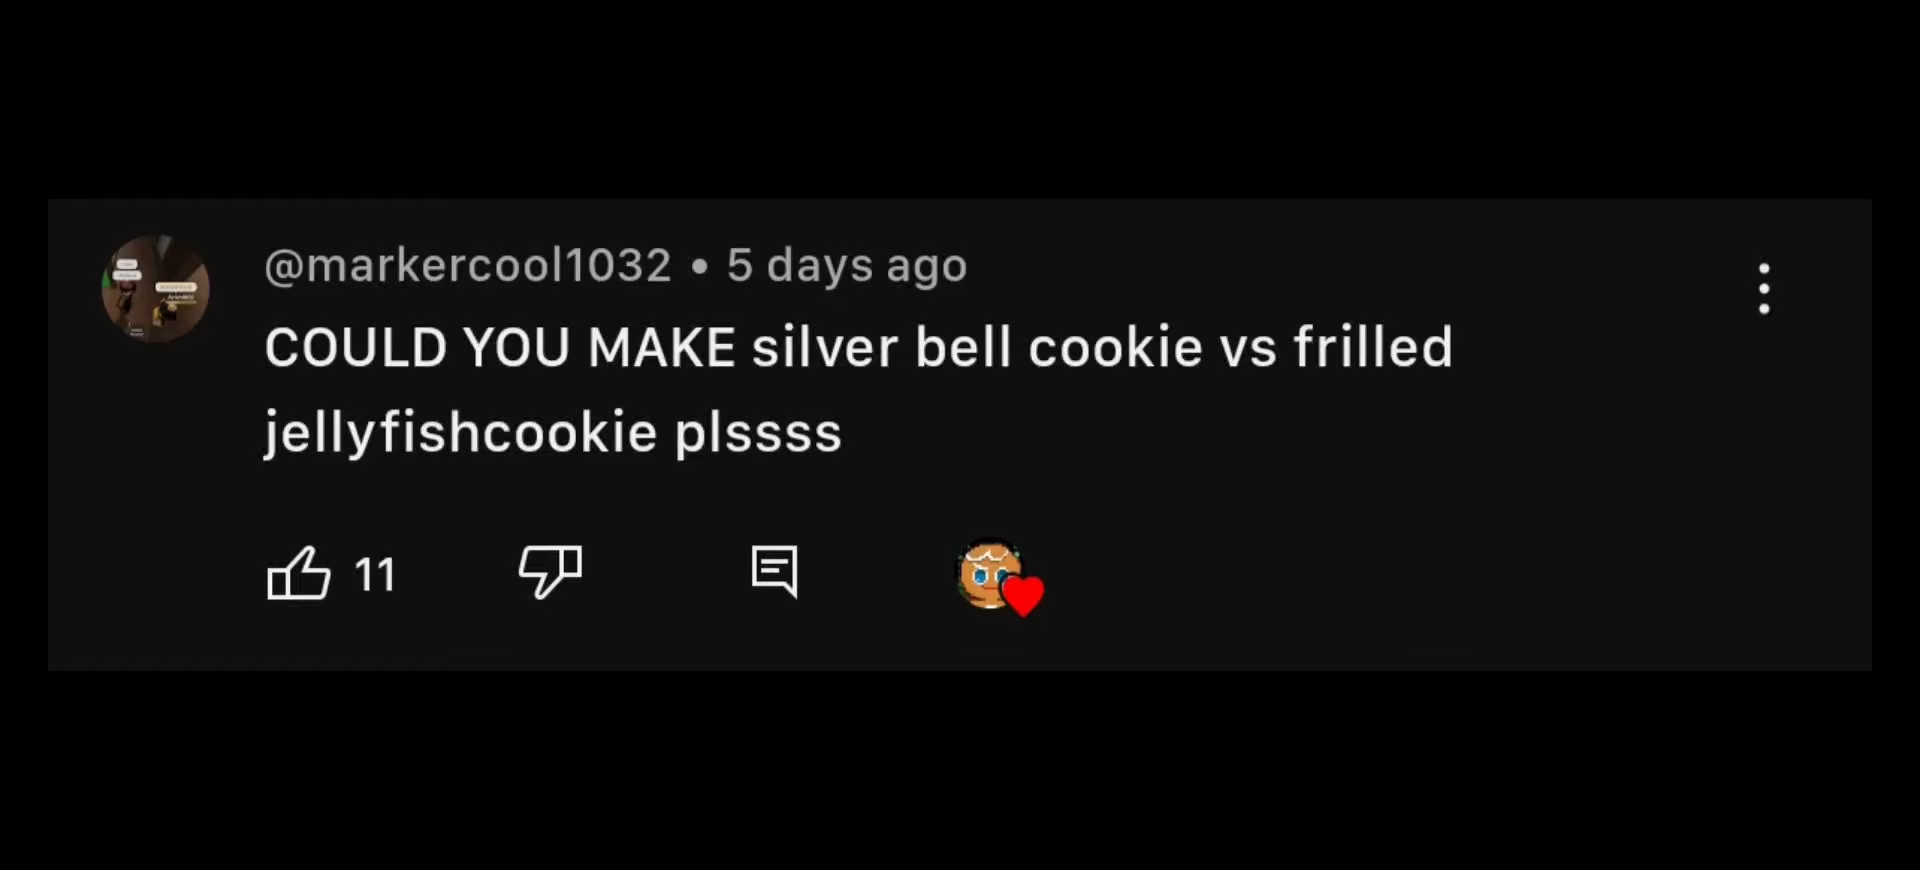 @markercool1032 • 5 days ago
COULD YOU MAKE silver bell cookie vs frilled
jellyfishcookie plssss
11